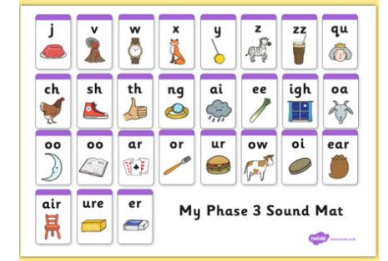 j v w x y z zz qu
ch sh th ng ai ee igh oa
oo oo ar or ur ow oi ear
air ure er
My Phase 3 Sound Mat
twinkl